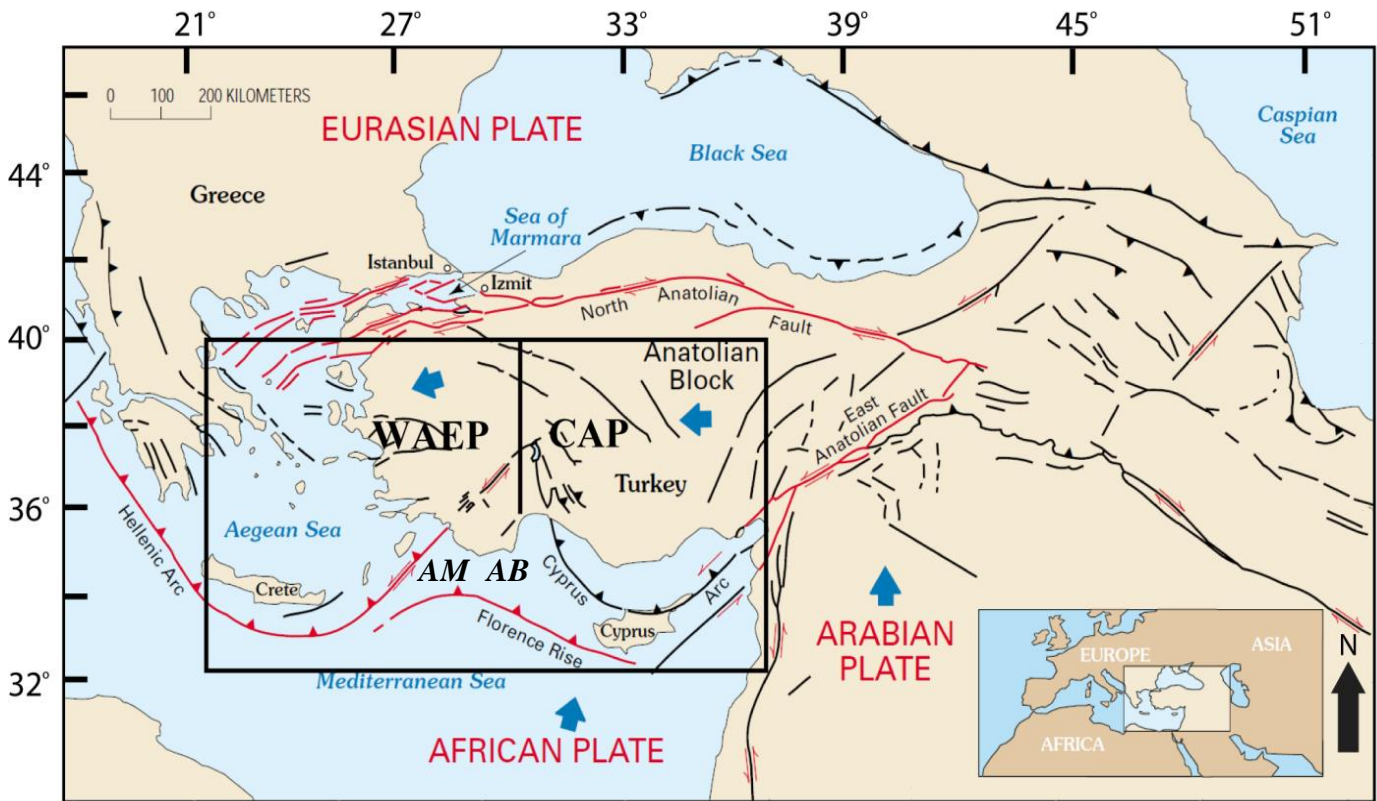 21° 27° 33° 39° 45° 51°
0 100 200 KILOMETERS
EURASIAN PLATE
Black Sea
Caspian
Sea
44°
Greece
Sea of
Marmara
Istanbul
Izmit
North Anatolian Fault
40°
Anatolian
Block
WAEP
CAP
East
Anatolian Fault
Turkey
36°
Hellenic Arc
Aegean Sea
AM AB
Cyprus Arc
Crete
Cyprus
Florence Rise
ARABIAN
PLATE
32°
Mediterranean Sea
AFRICAN PLATE
EUROPE
ASIA
AFRICA
N